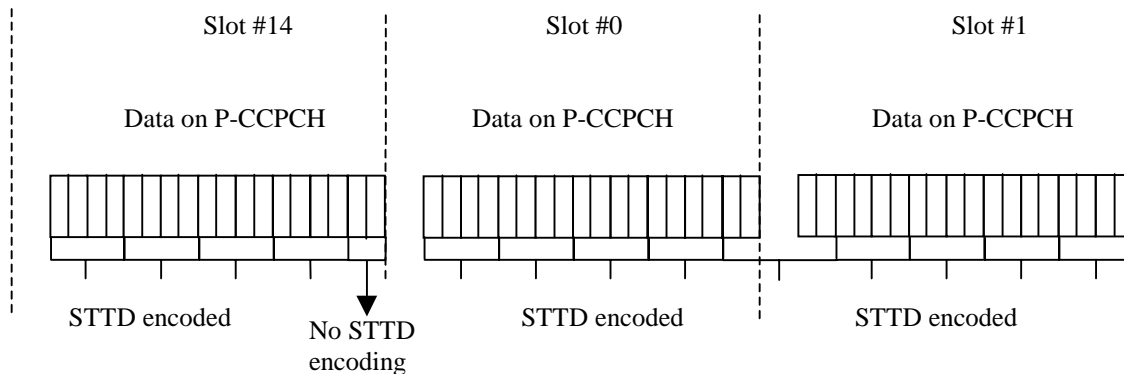 Slot #14 Slot #0 Slot #1
Data on P-CCPCH Data on P-CCPCH Data on P-CCPCH
STTD encoded STTD encoded STTD encoded
No STTD
encoding